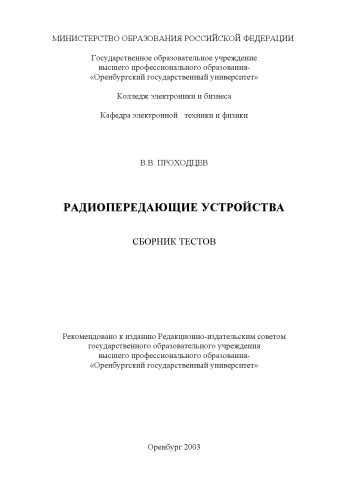 МИНИСТЕРСТВО ОБРАЗОВАНИЯ РОССИЙСКОЙ ФЕДЕРАЦИИ
Государственное образовательное учреждение
высшего профессионального образования-
«Оренбургский государственный университет»
Колледж электроники и бизнеса
Кафедра электронной техники и физики
В.В. ПРОХОДЦЕВ
РАДИОПЕРЕДАЮЩИЕ УСТРОЙСТВА
СБОРНИК ТЕСТОВ
Рекомендовано к изданию Редакционно-издательским советом
государственного образовательного учреждения
высшего профессионального образования-
«Оренбургский государственный университет»
Оренбург 2003